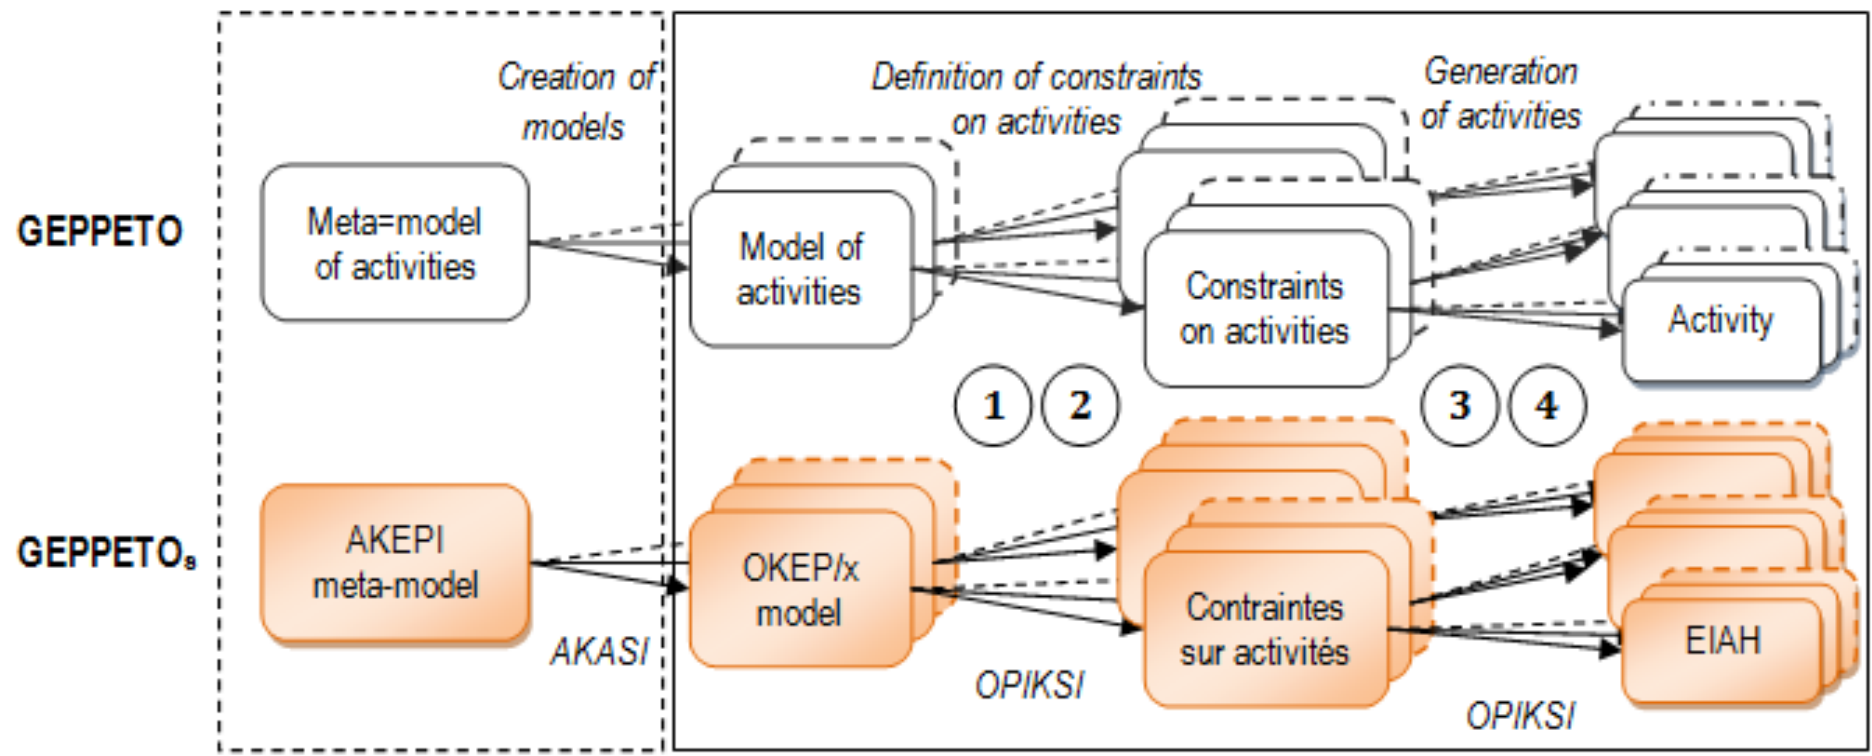 Creation of
models
Definition of constraints
on activities
Generation
of activities
GEPPETO
Meta=model
of activities
Model of
activities
Constraints
on activities
Activity
1 2 3 4
GEPPETOs
AKEPI
meta-model
OKEP/x
model
Contraintes
sur activités
EIAH
AKASI
OPIKSI
OPIKSI